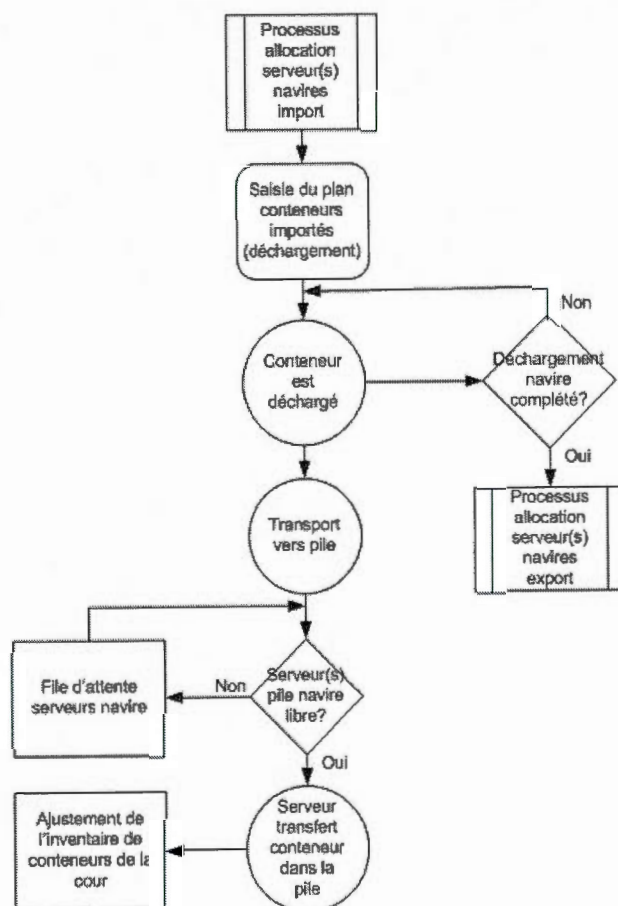 Processus
allocation
serveur(s)
navires
import
Saisie du plan
conteneurs
importés
(déchargement)
Non
Conteneur
est
déchargé
Déchargement
navire
complété?
Oui
Processus
allocation
serveur(s)
navires
export
Transport
vers pile
File d'attente
serveurs navire
Non
Serveur(s)
pile navire
libre?
Oui
Ajustement de
l'inventaire de
conteneurs de la
cour
Serveur
transfert
conteneur
dans la
pile